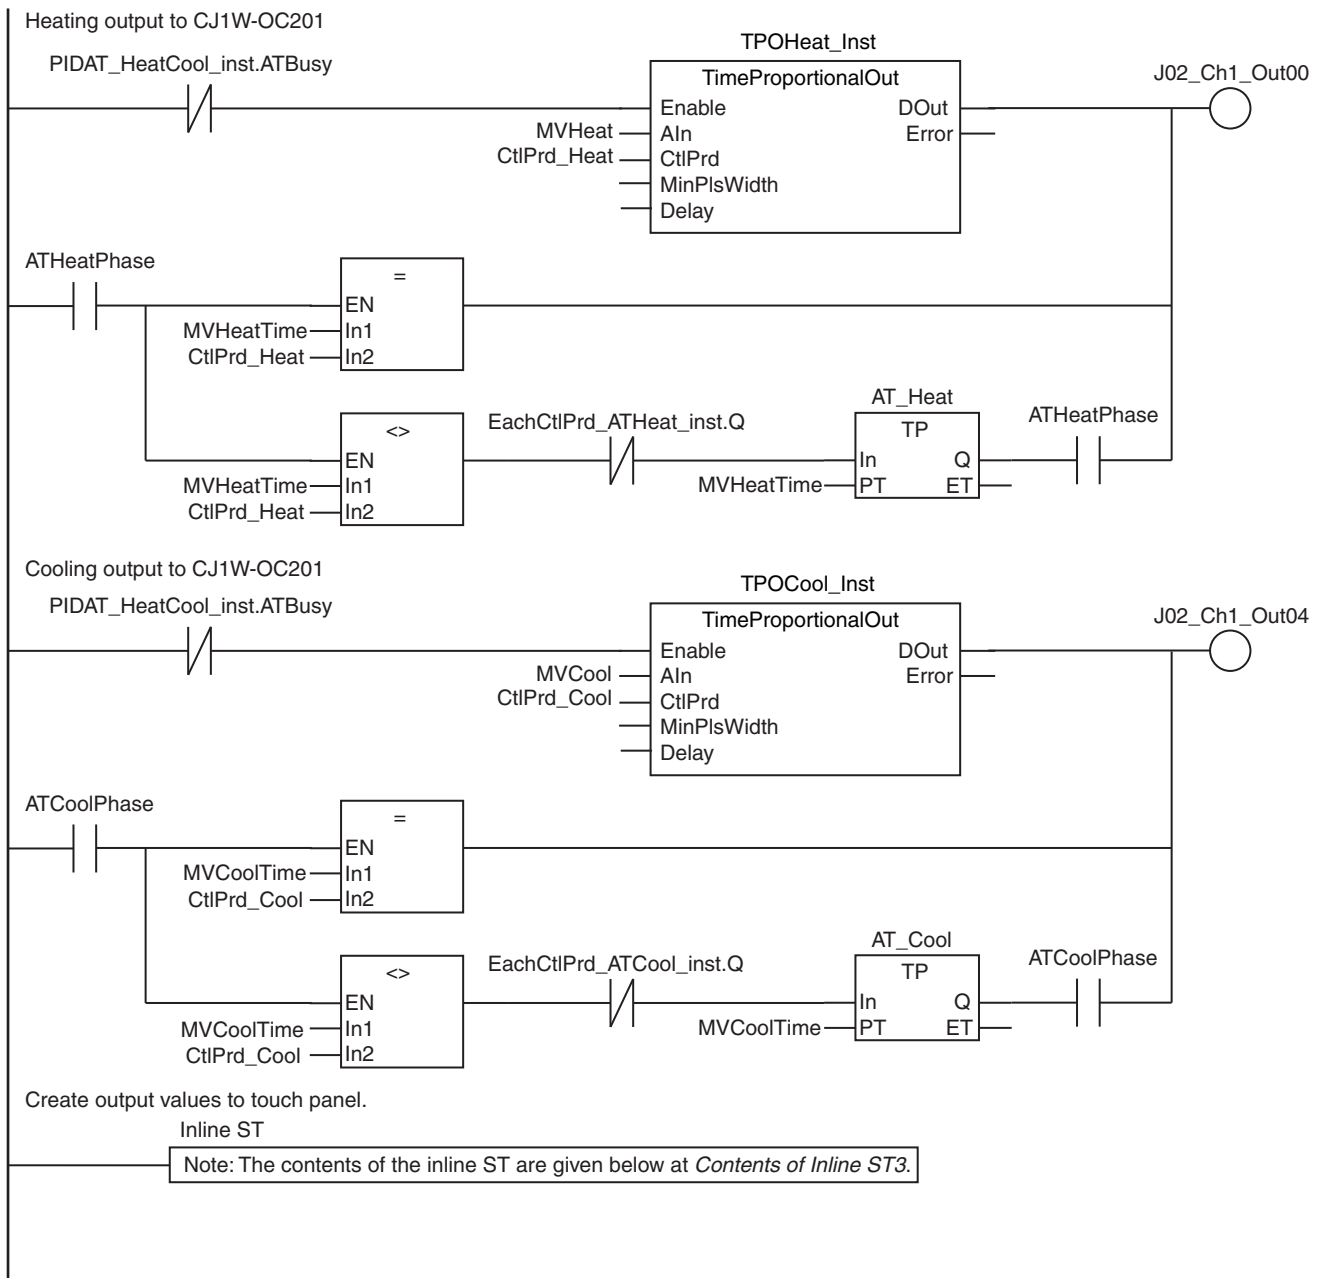 Heating output to CJ1W-OC201
PIDAT_HeatCool_inst.ATBusy
TPOHeat_Inst
TimeProportionalOut
Enable
DOut
J02_Ch1_Out00
MVHeat
AIn
Error
CtlPrd_Heat
CtlPrd
MinPlsWidth
Delay
ATHeatPhase
=
EN
MVHeatTime
In1
CtlPrd_Heat
In2
<>
EN
MVHeatTime
In1
CtlPrd_Heat
In2
EachCtlPrd_ATHeat_inst.Q
AT_Heat
TP
In
Q
MVHeatTime
PT
ET
ATHeatPhase
Cooling output to CJ1W-OC201
PIDAT_HeatCool_inst.ATBusy
TPOCool_Inst
TimeProportionalOut
Enable
DOut
J02_Ch1_Out04
MVCool
AIn
Error
CtlPrd_Cool
CtlPrd
MinPlsWidth
Delay
ATCoolPhase
=
EN
MVCoolTime
In1
CtlPrd_Cool
In2
<>
EN
MVCoolTime
In1
CtlPrd_Cool
In2
EachCtlPrd_ATCool_inst.Q
AT_Cool
TP
In
Q
MVCoolTime
PT
ET
ATCoolPhase
Create output values to touch panel.
Inline ST
Note: The contents of the inline ST are given below at Contents of Inline ST3.